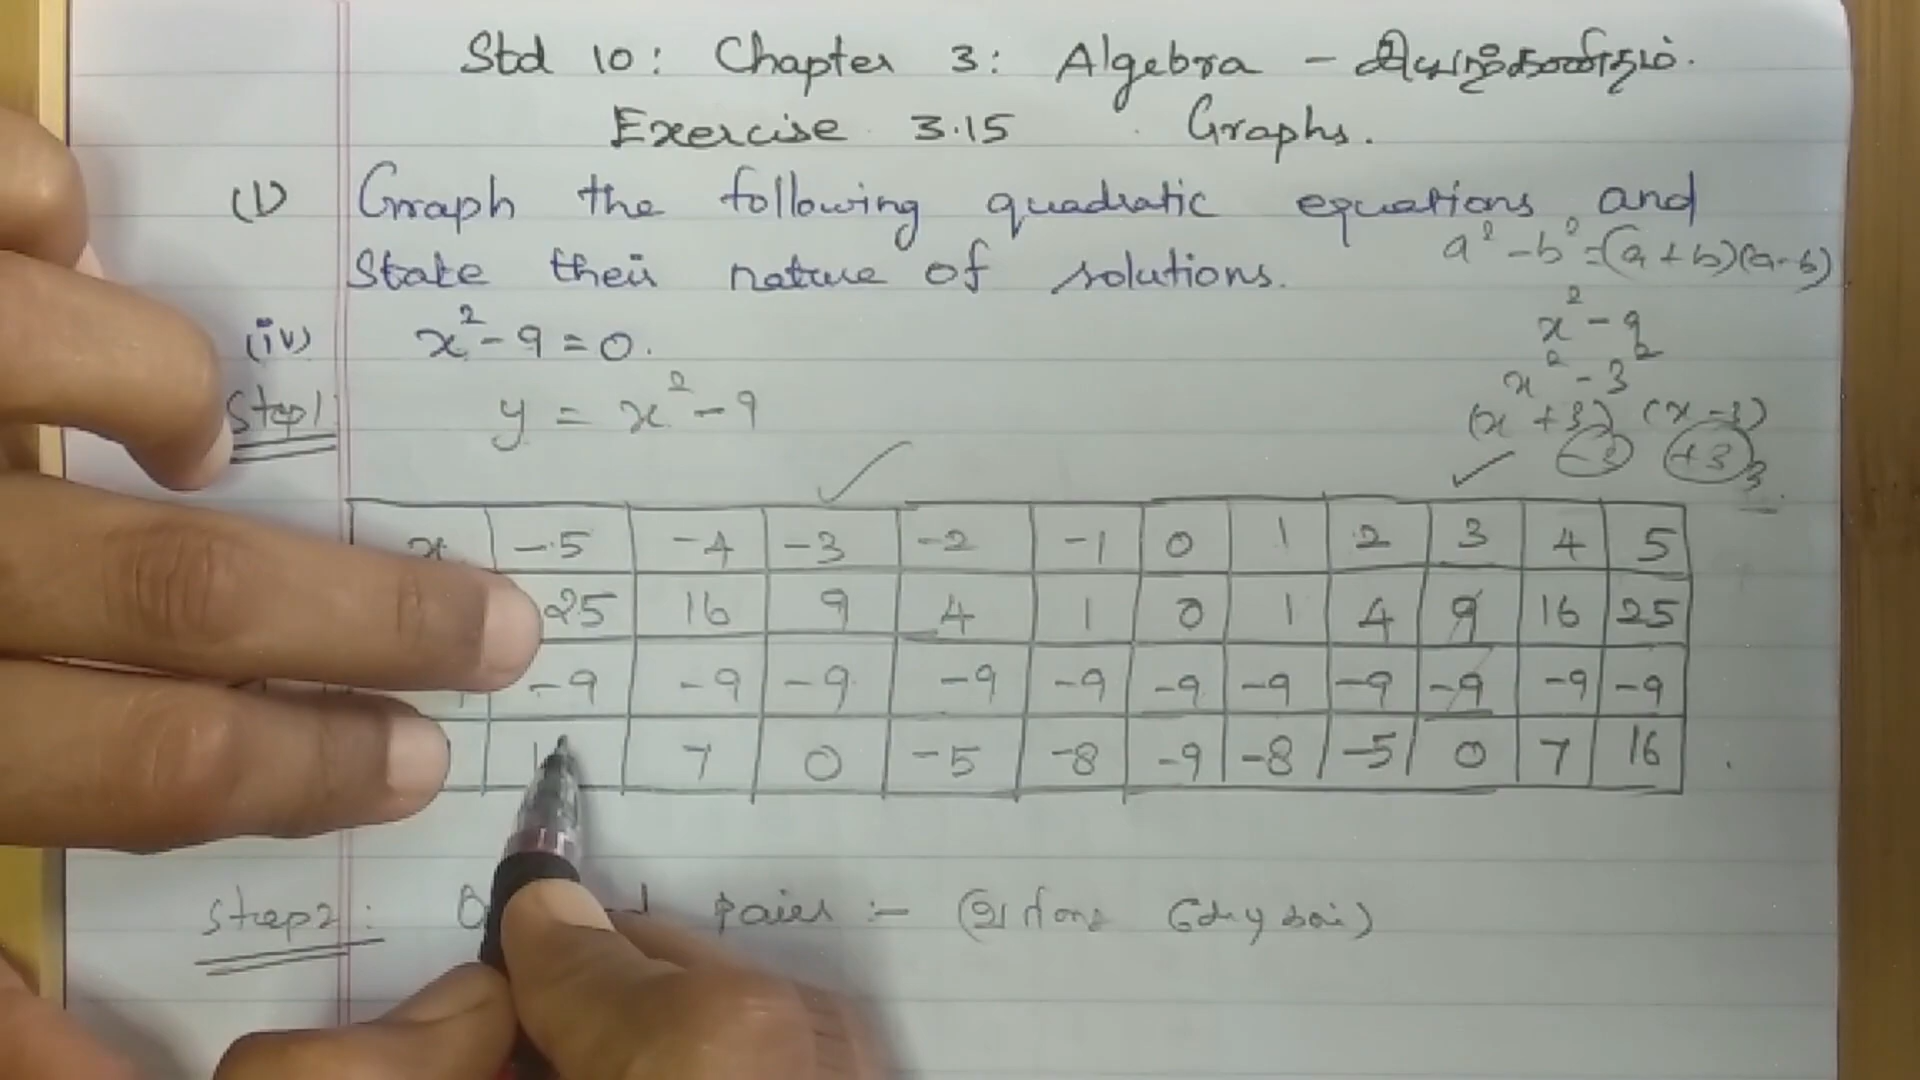 Std 10: Chapter 3: Algebra - இயற்கணிதம்.
Exercise 3.15 Graphs.
(1) Graph the following quadratic equations and
State their nature of solutions.
a² - b² = (a + b)(a - b)
(iv) x² - 9 = 0.
x² - 9
x² - 3²
Step 1: y = x² - 9
(x + 3) (x - 3)
-3 +3
x -5 -4 -3 -2 -1 0 1 2 3 4 5
25 16 9 4 1 0 1 4 9 16 25
-9 -9 -9 -9 -9 -9 -9 -9 -9 -9 -9
7 0 -5 -8 -9 -8 -5 0 7 16
Step 2: pairs :-